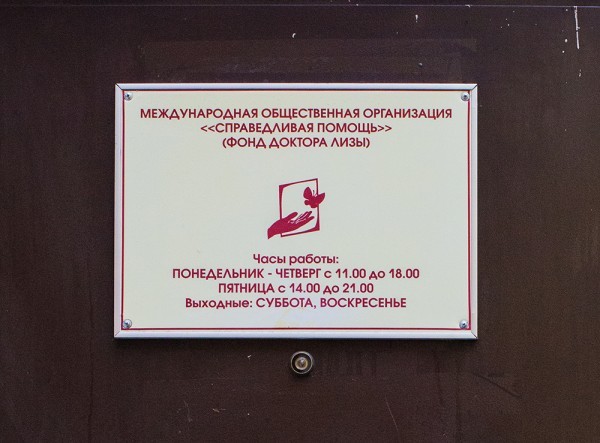 МЕЖДУНАРОДНАЯ ОБЩЕСТВЕННАЯ ОРГАНИЗАЦИЯ
<<СПРАВЕДЛИВАЯ ПОМОЩЬ>>
(ФОНД ДОКТОРА ЛИЗЫ)
Часы работы:
ПОНЕДЕЛЬНИК - ЧЕТВЕРГ с 11.00 до 18.00
ПЯТНИЦА с 14.00 до 21.00
Выходные: СУББОТА, ВОСКРЕСЕНЬЕ